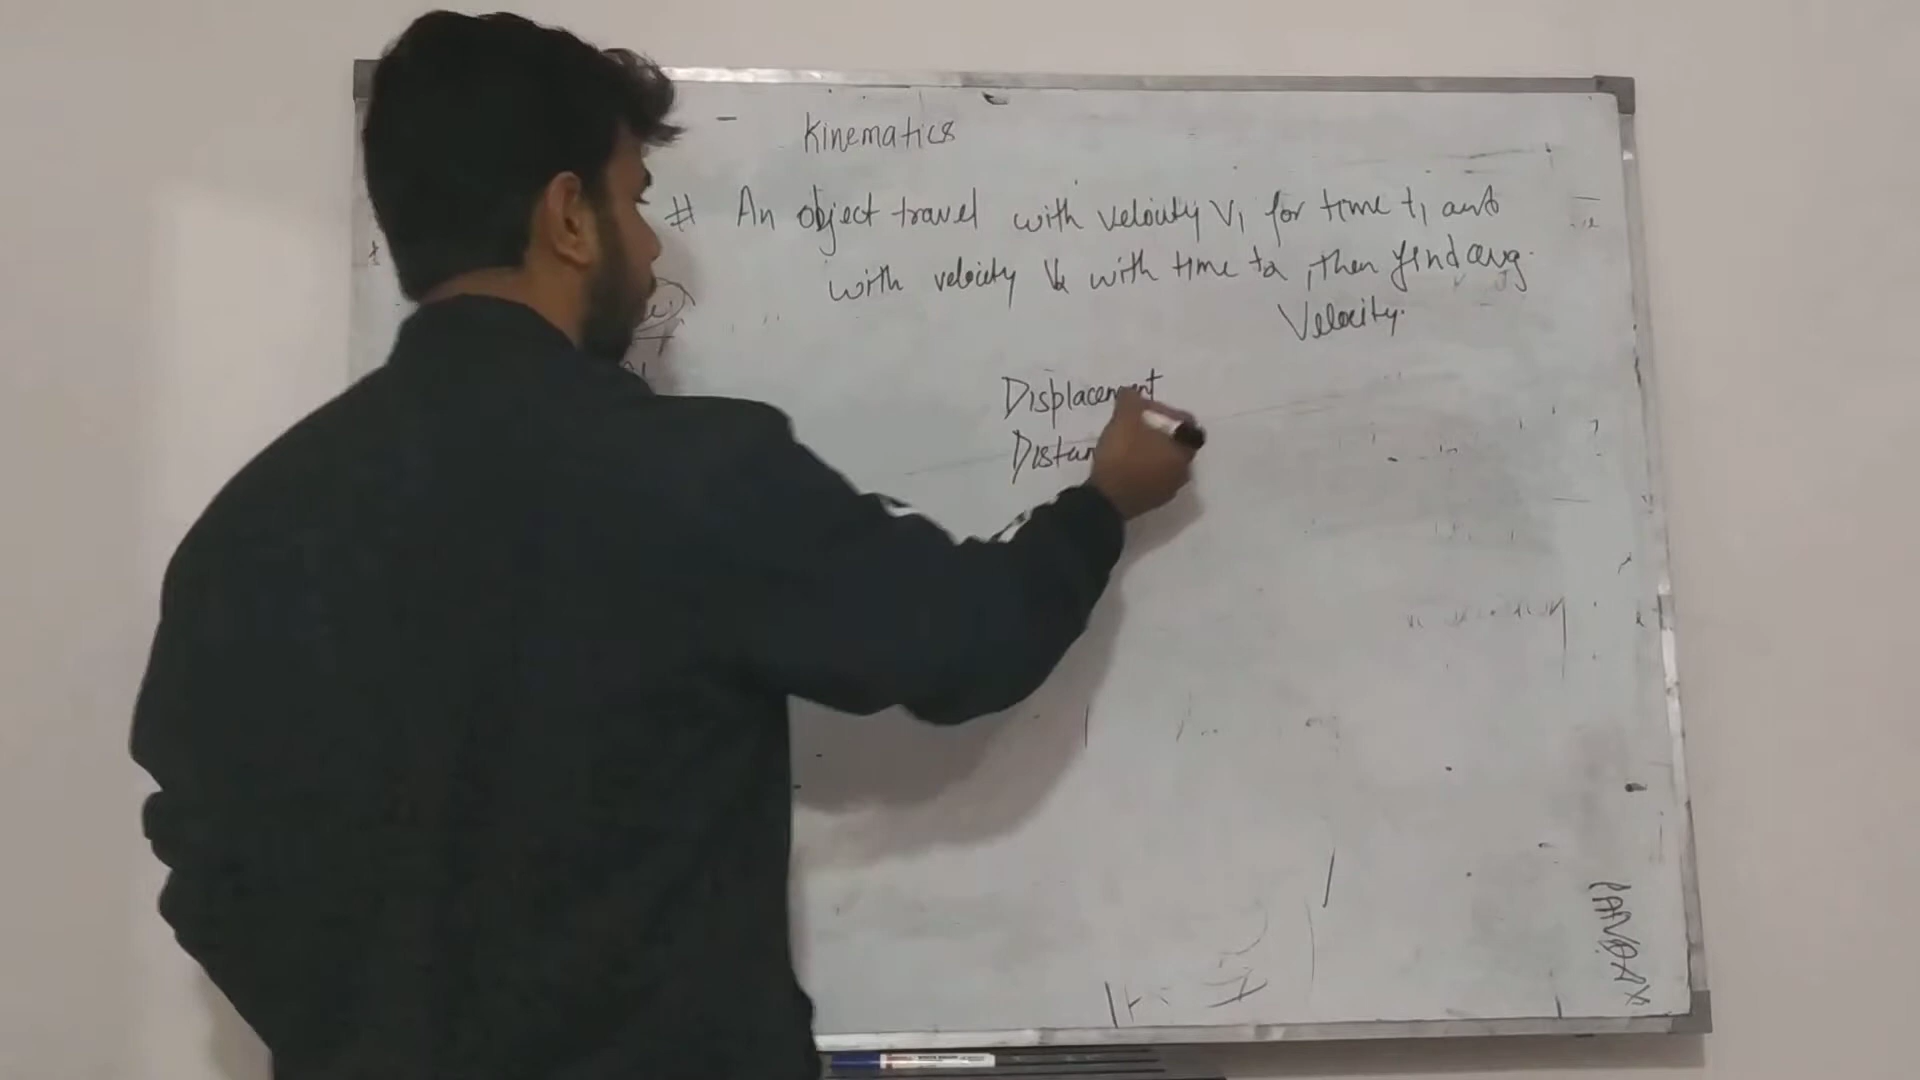 Kinematics
# An object travel with velocity V1 for time t1 and
with velocity V2 with time t2, then find avg.
Velocity.
Displacement
Distan